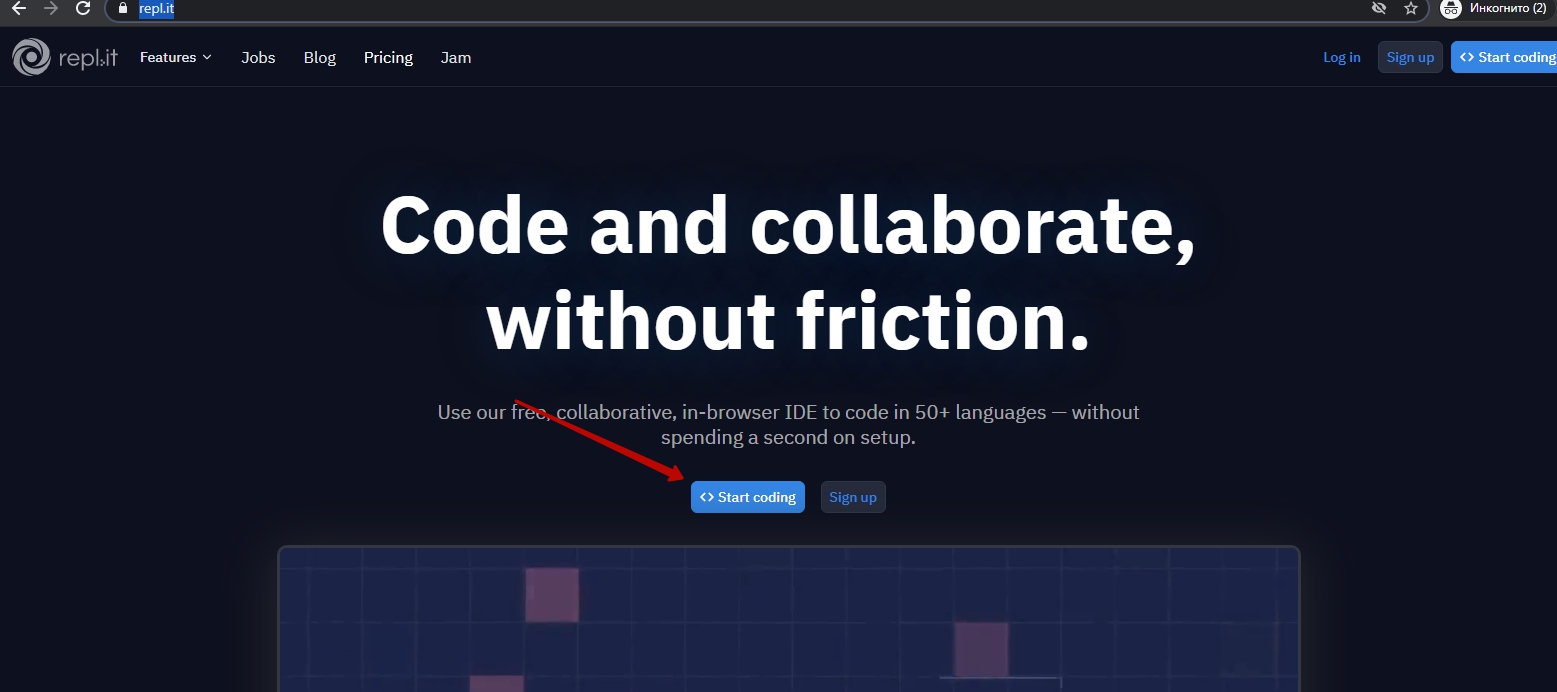 repl.it
Инкогнито (2)
repl.it
Features
Jobs
Blog
Pricing
Jam
Log in
Sign up
<> Start coding
Code and collaborate,
without friction.
Use our free, collaborative, in-browser IDE to code in 50+ languages — without
spending a second on setup.
<> Start coding
Sign up